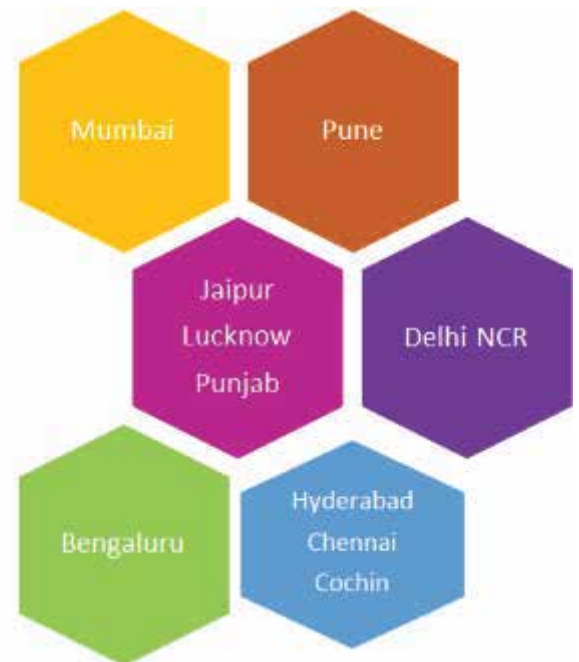 Mumbai
Pune
Jaipur
Lucknow
Punjab
Delhi NCR
Bengaluru
Hyderabad
Chennai
Cochin